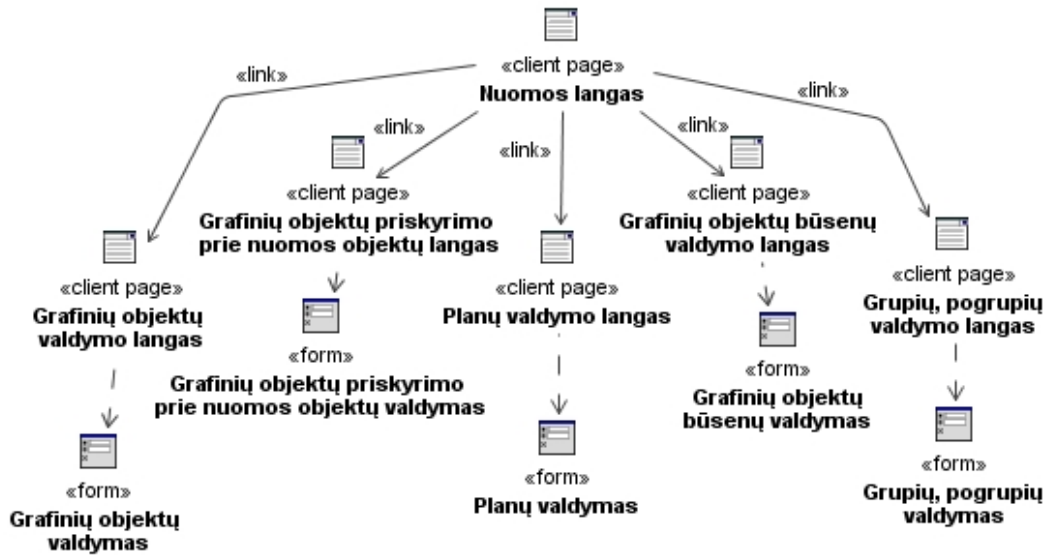 «client page»
Nuomos langas
«link»
«link»
«link»
«link»
«link»
«client page»
Grafinių objektų priskyrimo
prie nuomos objektų langas
«client page»
Grafinių objektų būsenų
valdymo langas
«client page»
Grafinių objektų
valdymo langas
«client page»
Planų valdymo langas
«client page»
Grupių, pogrupių
valdymo langas
«form»
Grafinių objektų priskyrimo
prie nuomos objektų valdymas
«form»
Grafinių objektų
būsenų valdymas
«form»
Grafinių objektų
valdymas
«form»
Planų valdymas
«form»
Grupių, pogrupių
valdymas